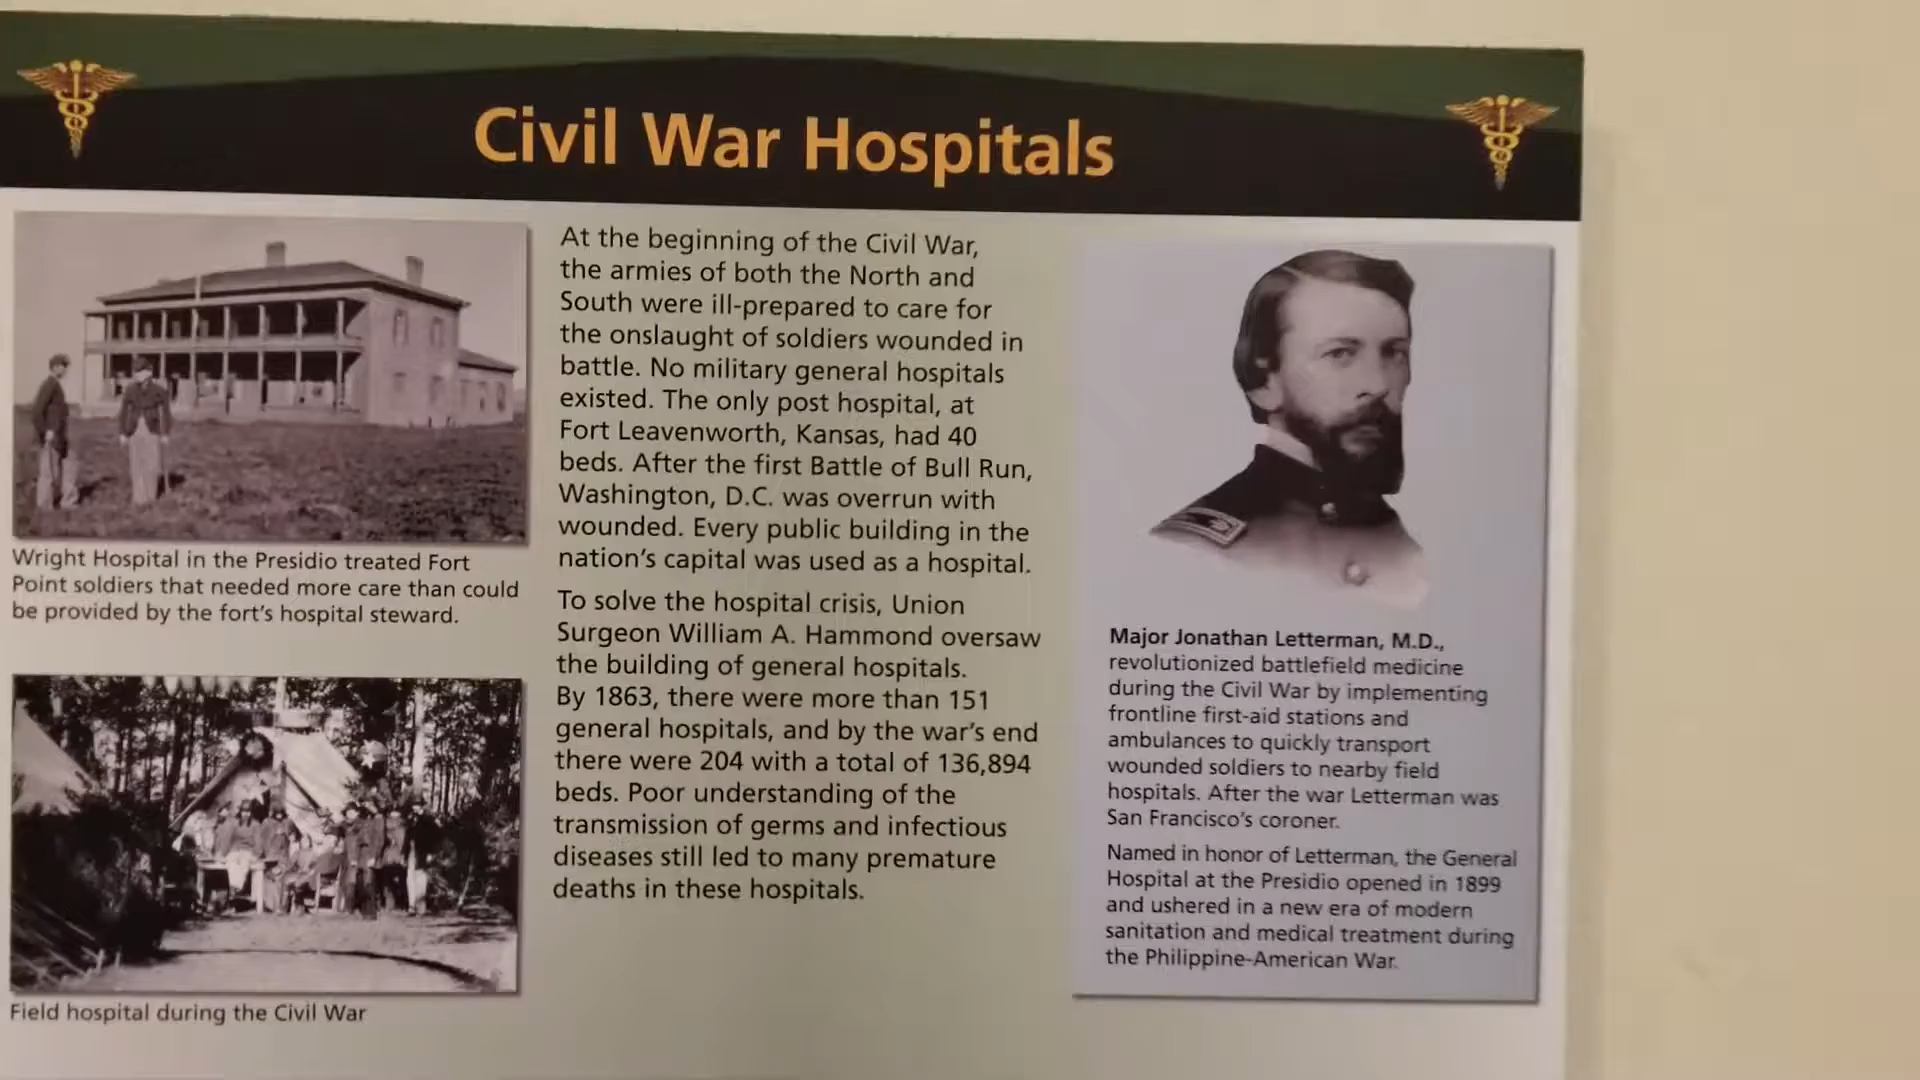 Civil War Hospitals
Wright Hospital in the Presidio treated Fort
Point soldiers that needed more care than could
be provided by the fort's hospital steward.
Field hospital during the Civil War
At the beginning of the Civil War,
the armies of both the North and
South were ill-prepared to care for
the onslaught of soldiers wounded in
battle. No military general hospitals
existed. The only post hospital, at
Fort Leavenworth, Kansas, had 40
beds. After the first Battle of Bull Run,
Washington, D.C. was overrun with
wounded. Every public building in the
nation's capital was used as a hospital.
To solve the hospital crisis, Union
Surgeon William A. Hammond oversaw
the building of general hospitals.
By 1863, there were more than 151
general hospitals, and by the war's end
there were 204 with a total of 136,894
beds. Poor understanding of the
transmission of germs and infectious
diseases still led to many premature
deaths in these hospitals.
Major Jonathan Letterman, M.D.,
revolutionized battlefield medicine
during the Civil War by implementing
frontline first-aid stations and
ambulances to quickly transport
wounded soldiers to nearby field
hospitals. After the war Letterman was
San Francisco's coroner.
Named in honor of Letterman, the General
Hospital at the Presidio opened in 1899
and ushered in a new era of modern
sanitation and medical treatment during
the Philippine-American War.